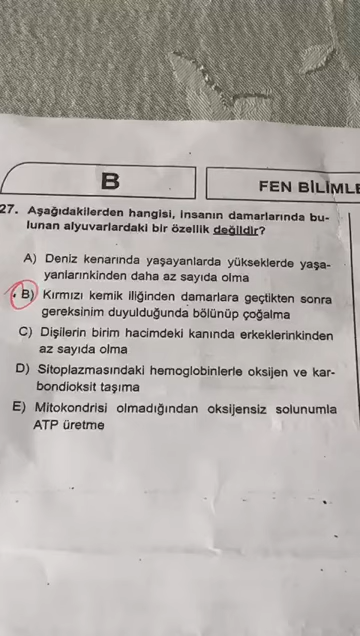 B
FEN BİLİMLE
27. Aşağıdakilerden hangisi, insanın damarlarında bu-
lunan alyuvarlardaki bir özellik değildir?
A) Deniz kenarında yaşayanlarda yükseklerde yaşa-
yanlarınkinden daha az sayıda olma
B) Kırmızı kemik iliğinden damarlara geçtikten sonra
gereksinim duyulduğunda bölünüp çoğalma
C) Dişilerin birim hacimdeki kanında erkeklerinkinden
az sayıda olma
D) Sitoplazmasındaki hemoglobinlerle oksijen ve kar-
bondioksit taşıma
E) Mitokondrisi olmadığından oksijensiz solunumla
ATP üretme